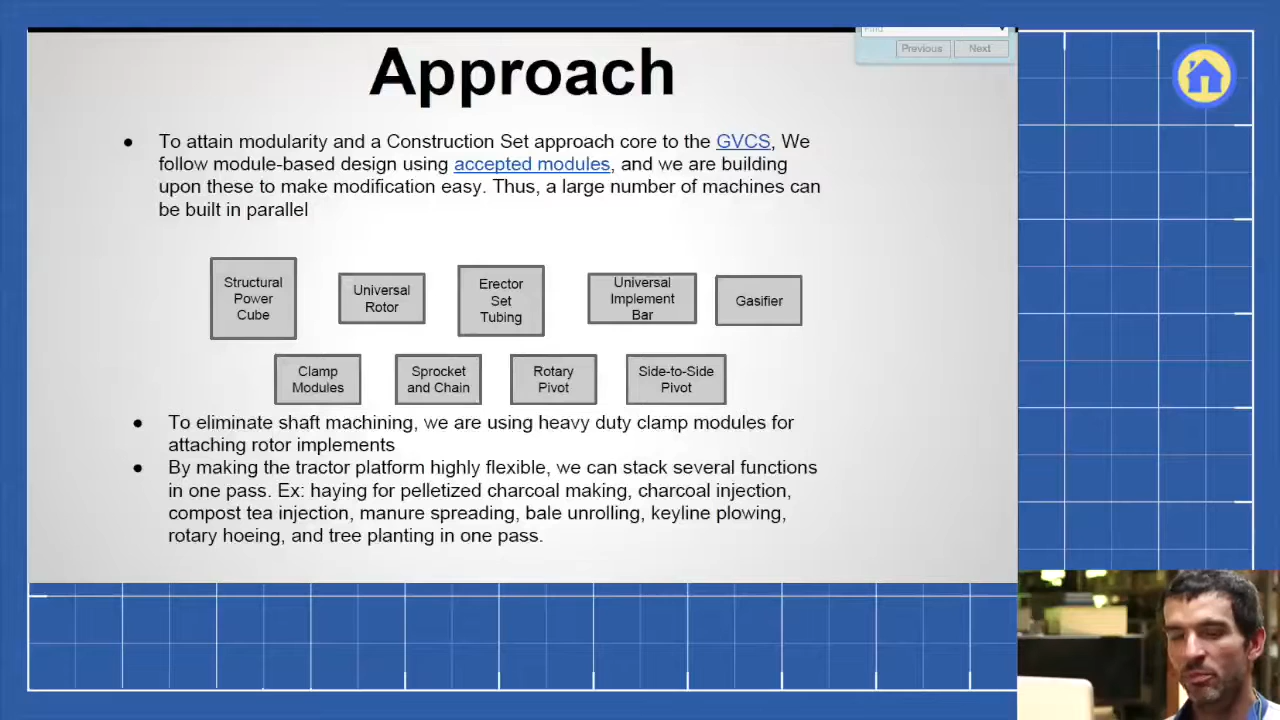 Find
Previous Next
Approach
● To attain modularity and a Construction Set approach core to the GVCS, We
follow module-based design using accepted modules, and we are building
upon these to make modification easy. Thus, a large number of machines can
be built in parallel
Structural
Power
Cube
Universal
Rotor
Erector
Set
Tubing
Universal
Implement
Bar
Gasifier
Clamp
Modules
Sprocket
and Chain
Rotary
Pivot
Side-to-Side
Pivot
● To eliminate shaft machining, we are using heavy duty clamp modules for
attaching rotor implements
● By making the tractor platform highly flexible, we can stack several functions
in one pass. Ex: haying for pelletized charcoal making, charcoal injection,
compost tea injection, manure spreading, bale unrolling, keyline plowing,
rotary hoeing, and tree planting in one pass.